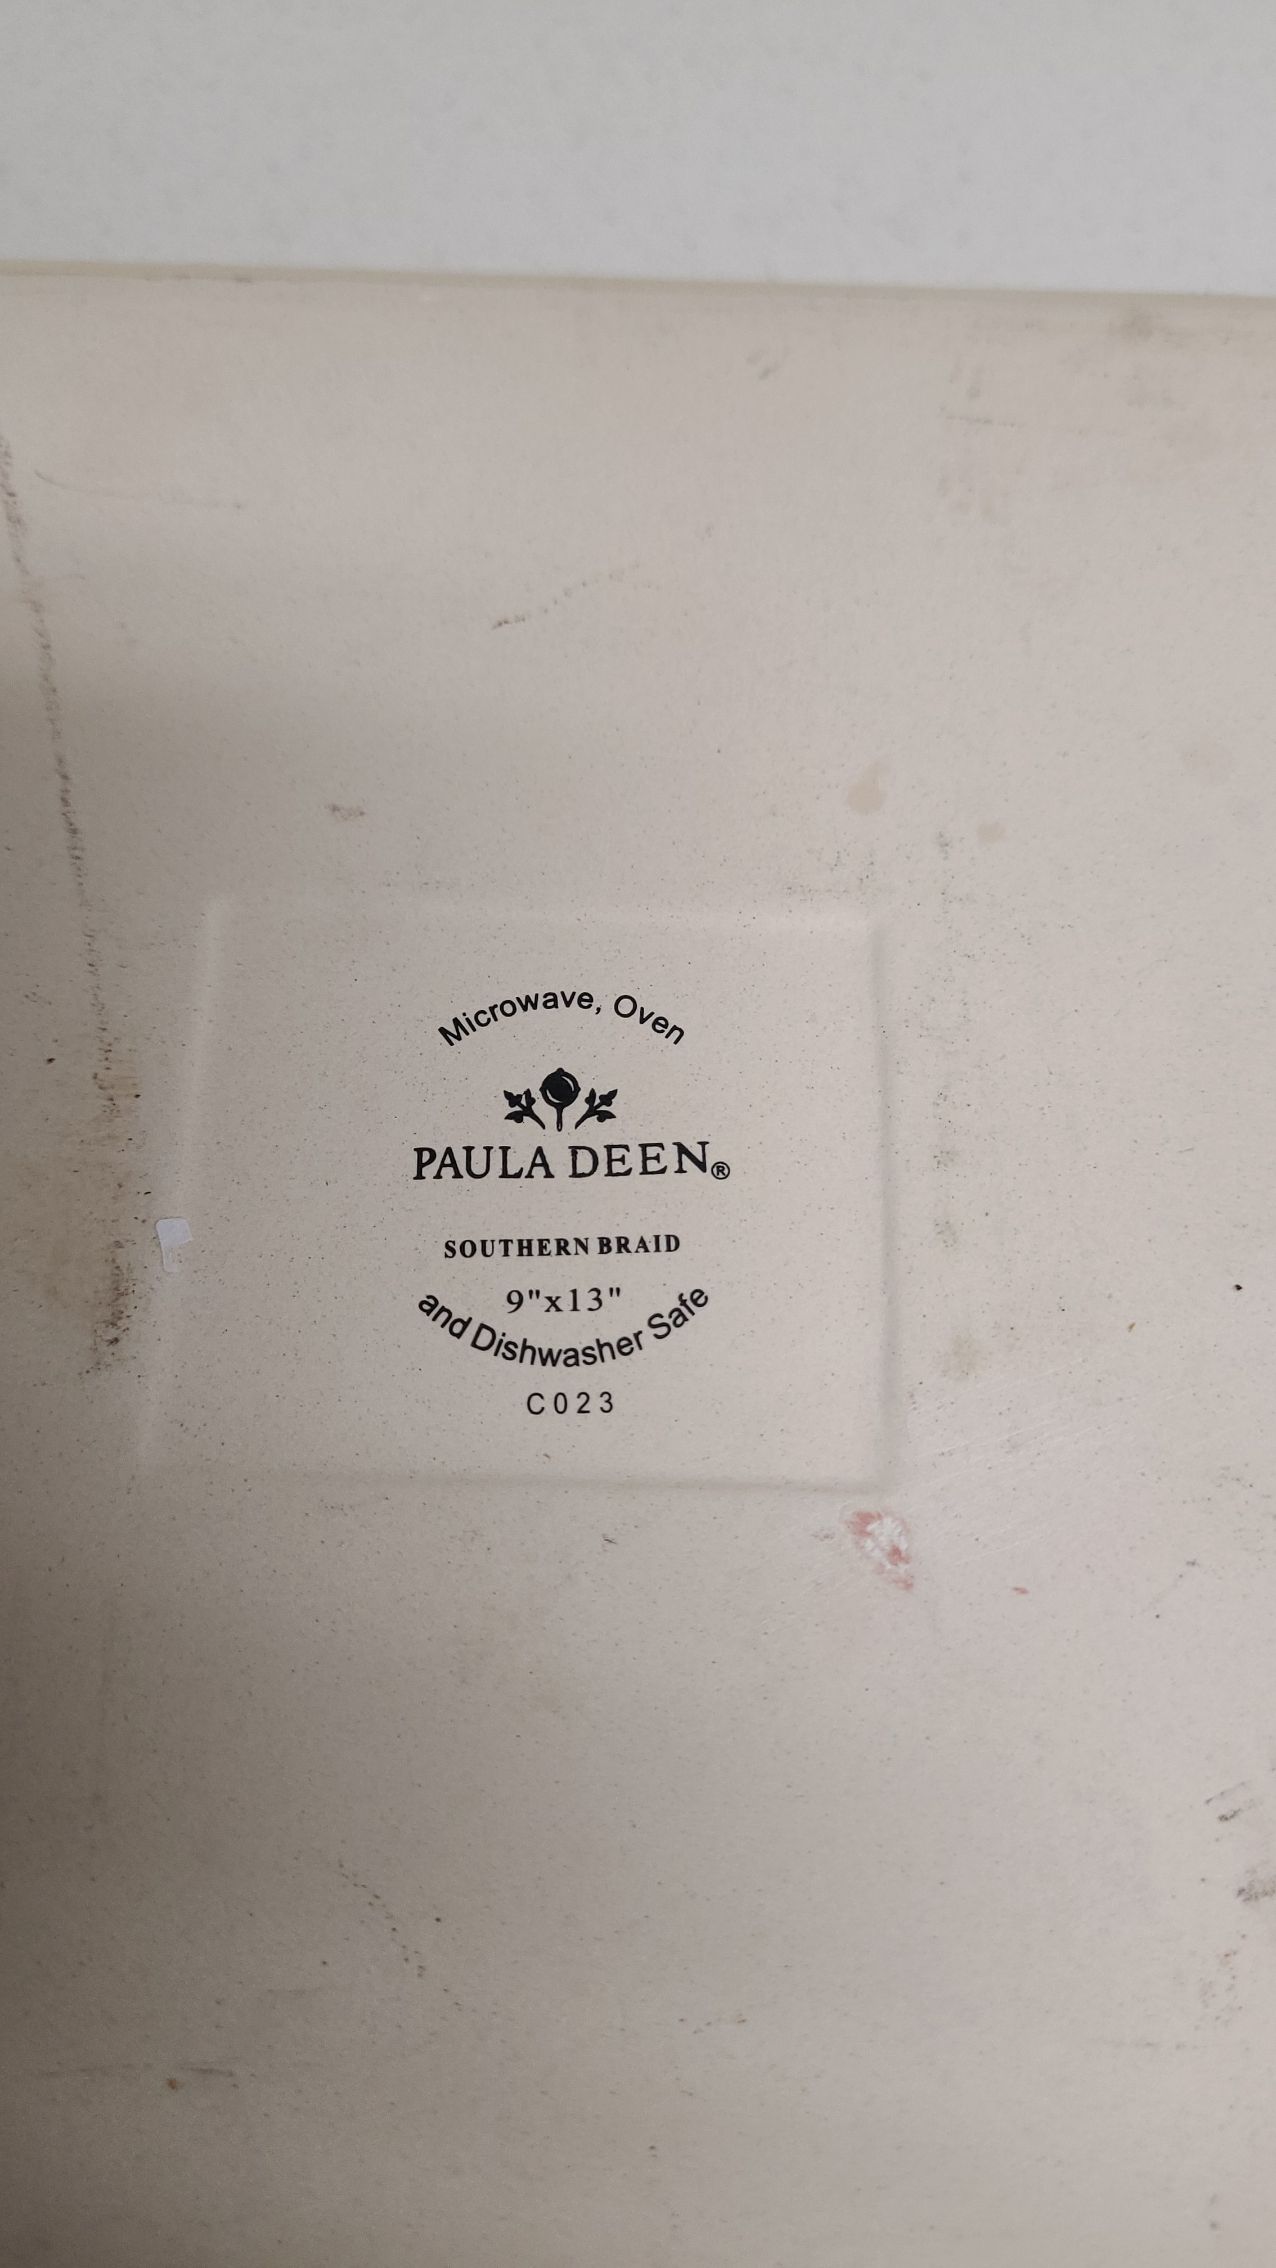 Microwave, Oven
PAULA DEEN®
SOUTHERN BRAID
9"x13"
and Dishwasher Safe
C023